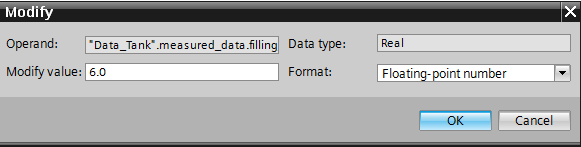 Modify
Operand: "Data_Tank".measured_data.filling Data type: Real
Modify value: 6.0 Format: Floating-point number
OK Cancel